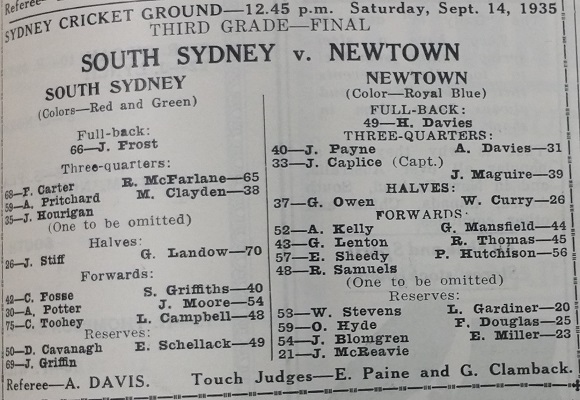 Referee
SYDNEY CRICKET GROUND—12.45 p.m. Saturday, Sept. 14, 1935
THIRD GRADE—FINAL
SOUTH SYDNEY v. NEWTOWN
SOUTH SYDNEY
(Colors—Red and Green)
Full-back:
66—J. Frost
Three-quarters:
68—F. Carter R. McFarlane—65
59—A. Pritchard M. Clayden—38
35—J. Hourigan
(One to be omitted)
Halves:
26—J. Stiff G. Landow—70
Forwards:
42—C. Fosse S. Griffiths—40
30—A. Potter J. Moore—54
75—C. Toohey L. Campbell—48
Reserves:
50—D. Cavanagh E. Schellack—49
69—J. Griffin
NEWTOWN
(Color—Royal Blue)
FULL-BACK:
49—H. Davies
THREE-QUARTERS:
40—J. Payne A. Davies—31
33—J. Caplice (Capt.)
J. Maguire—39
HALVES:
37—G. Owen W. Curry—26
FORWARDS:
52—A. Kelly G. Mansfield—44
43—G. Lenton R. Thomas—45
57—E. Sheedy P. Hutchison—56
48—R. Samuels
(One to be omitted)
Reserves:
53—W. Stevens L. Gardiner—20
59—O. Hyde F. Douglas—25
54—J. Blomgren E. Miller—23
21—J. McReavie
Referee—A. DAVIS. Touch Judges—E. Paine and G. Clamback.